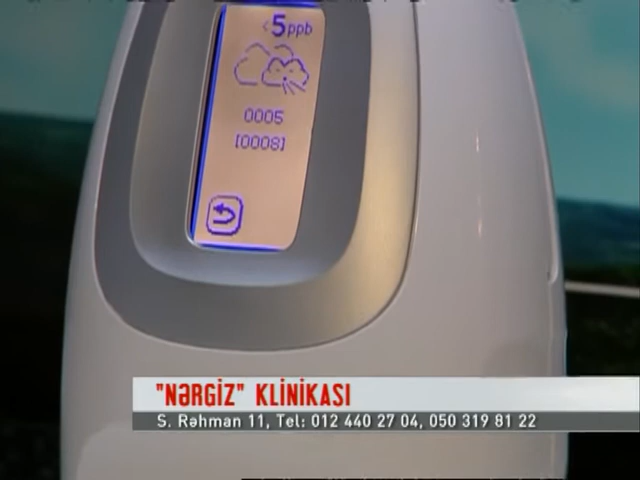 <5ppb
0005
[0008]
"NƏRGİZ" KLİNİKASI
S. Rəhman 11, Tel: 012 440 27 04, 050 319 81 22